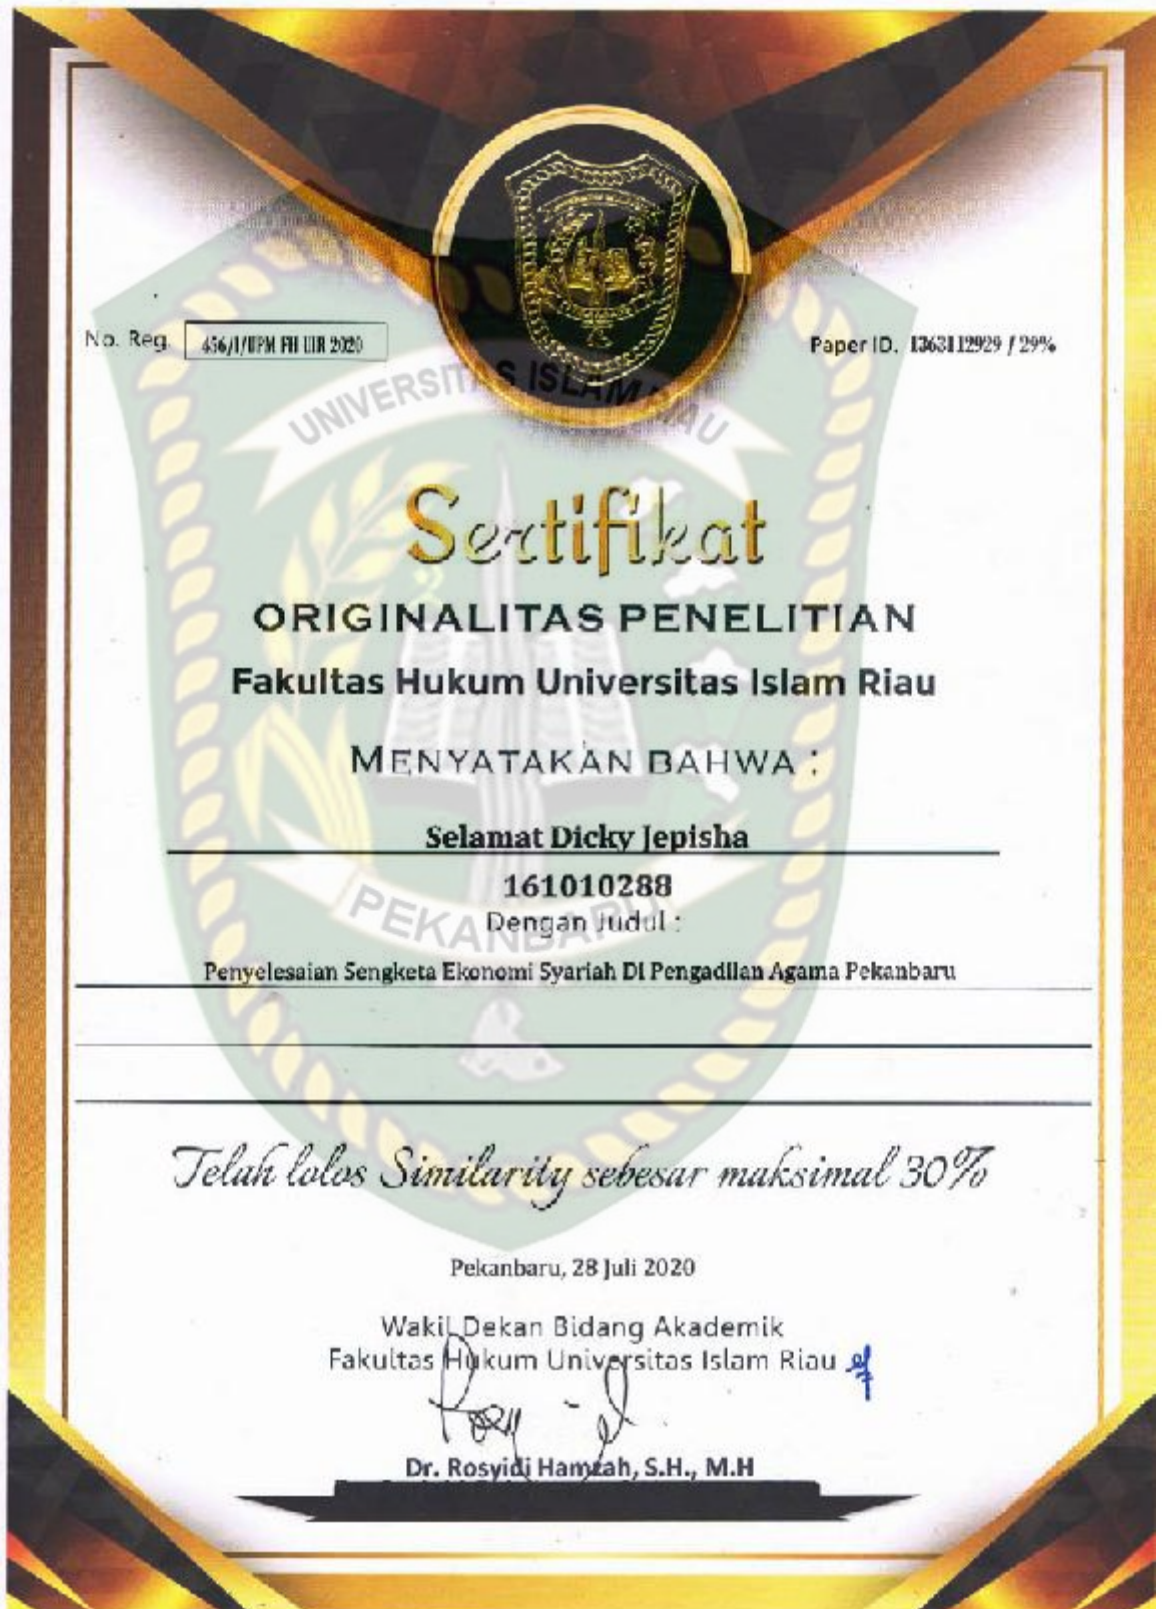 No. Reg. 456/I/UPM FH UIR 2020
Paper ID. 1363112929 / 29%
UNIVERSITAS ISLAM RIAU
Sertifikat
ORIGINALITAS PENELITIAN
Fakultas Hukum Universitas Islam Riau
MENYATAKAN BAHWA :
Selamat Dicky Jepisha
161010288
PEKANBARU
Dengan Judul :
Penyelesaian Sengketa Ekonomi Syariah Di Pengadilan Agama Pekanbaru
Telah lolos Similarity sebesar maksimal 30%
Pekanbaru, 28 Juli 2020
Wakil Dekan Bidang Akademik
Fakultas Hukum Universitas Islam Riau
Dr. Rosyidi Hamzah, S.H., M.H